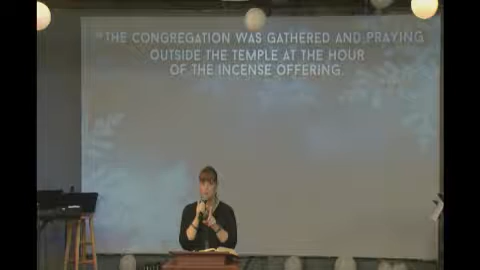 "THE CONGREGATION WAS GATHERED AND PRAYING
OUTSIDE THE TEMPLE AT THE HOUR
OF THE INCENSE OFFERING.